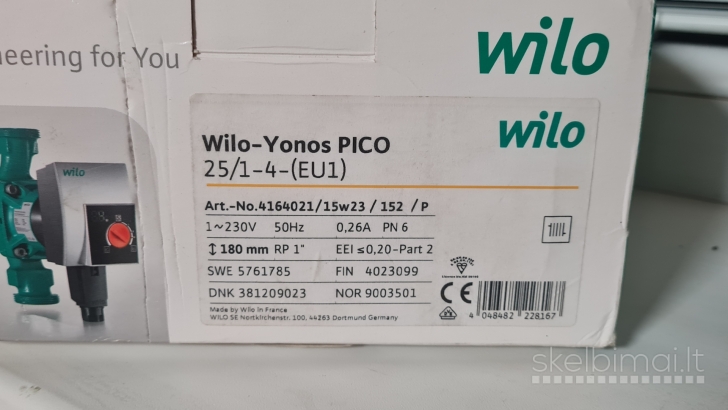 neering for You
wilo
wilo
Wilo-Yonos PICO
25/1-4-(EU1)
Art.-No.4164021/15w23 / 152 / P
1~230V 50Hz 0,26A PN 6
↕ 180 mm RP 1" EEI ≤ 0,20-Part 2
SWE 5761785 FIN 4023099
DNK 381209023 NOR 9003501
Made by Wilo in France
WILO SE Nortkirchenstr. 100, 44263 Dortmund Germany
CE
4 048482 228167
wilo
skelbimai.lt